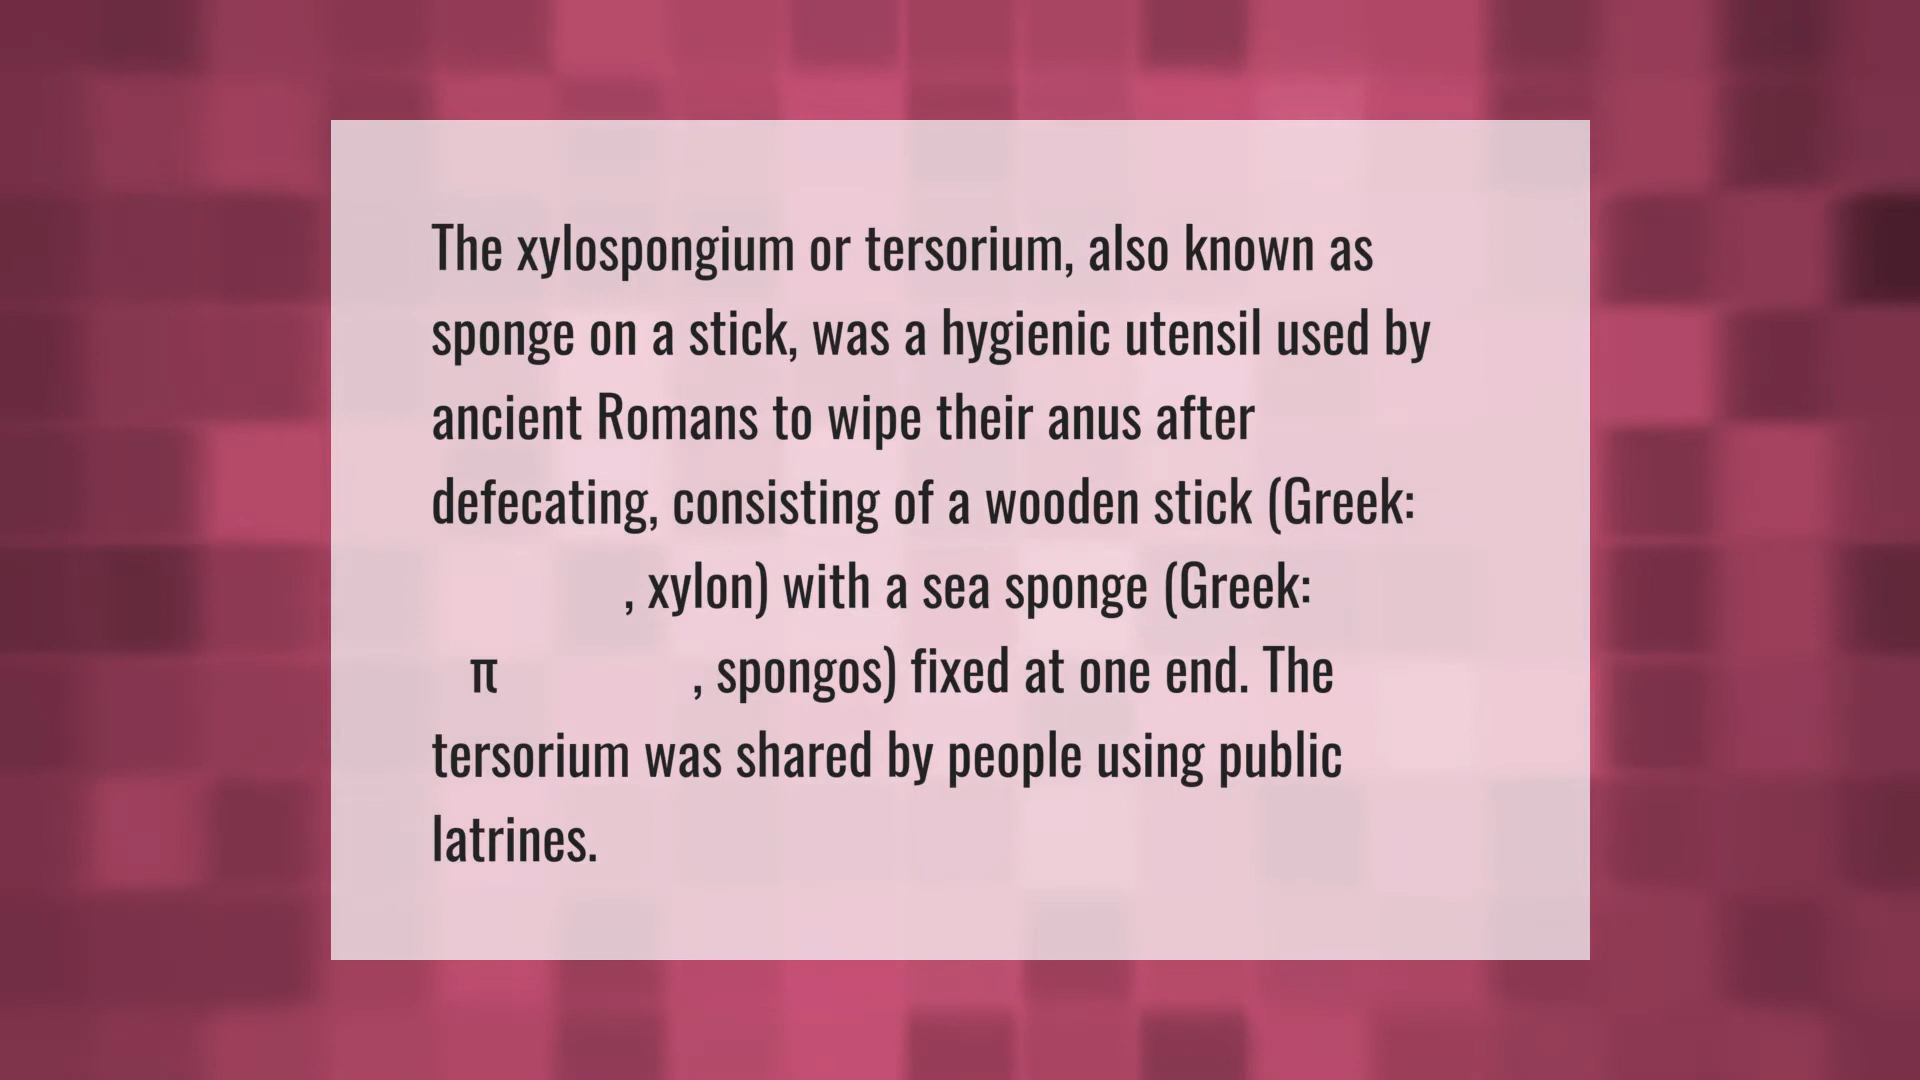 The xylospongium or tersorium, also known as
sponge on a stick, was a hygienic utensil used by
ancient Romans to wipe their anus after
defecating, consisting of a wooden stick (Greek:
, xylon) with a sea sponge (Greek:
π , spongos) fixed at one end. The
tersorium was shared by people using public
latrines.